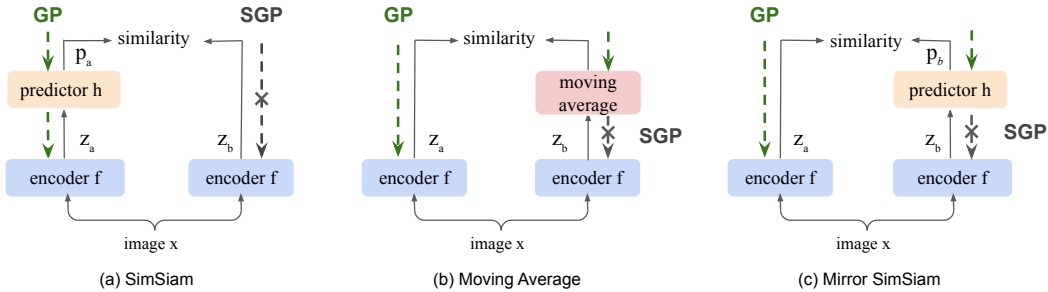 GP
SGP
similarity
p_a
predictor h
z_a
z_b
encoder f
encoder f
image x
(a) SimSiam
GP
similarity
moving
average
SGP
z_a
z_b
encoder f
encoder f
image x
(b) Moving Average
GP
similarity
p_b
predictor h
SGP
z_a
z_b
encoder f
encoder f
image x
(c) Mirror SimSiam